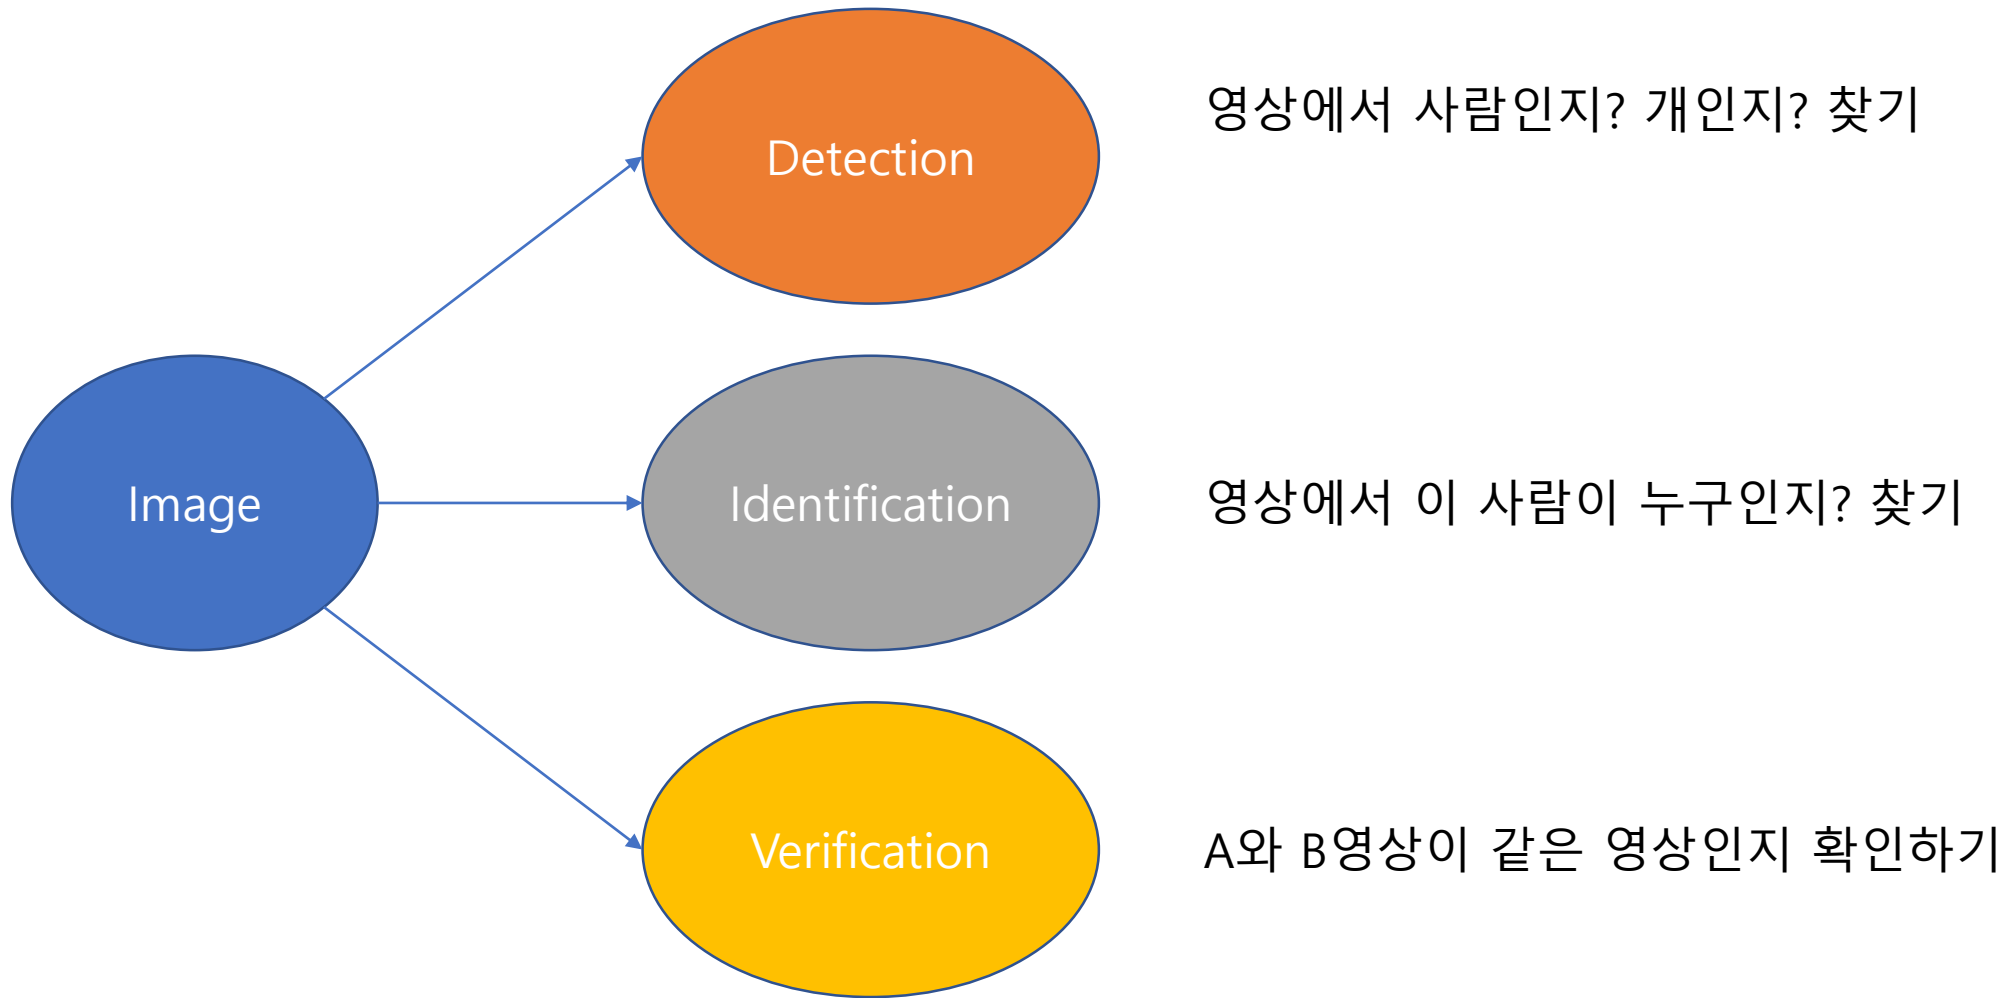 Detection
영상에서 사람인지? 개인지? 찾기
Image
Identification
영상에서 이 사람이 누구인지? 찾기
Verification
A와 B영상이 같은 영상인지 확인하기